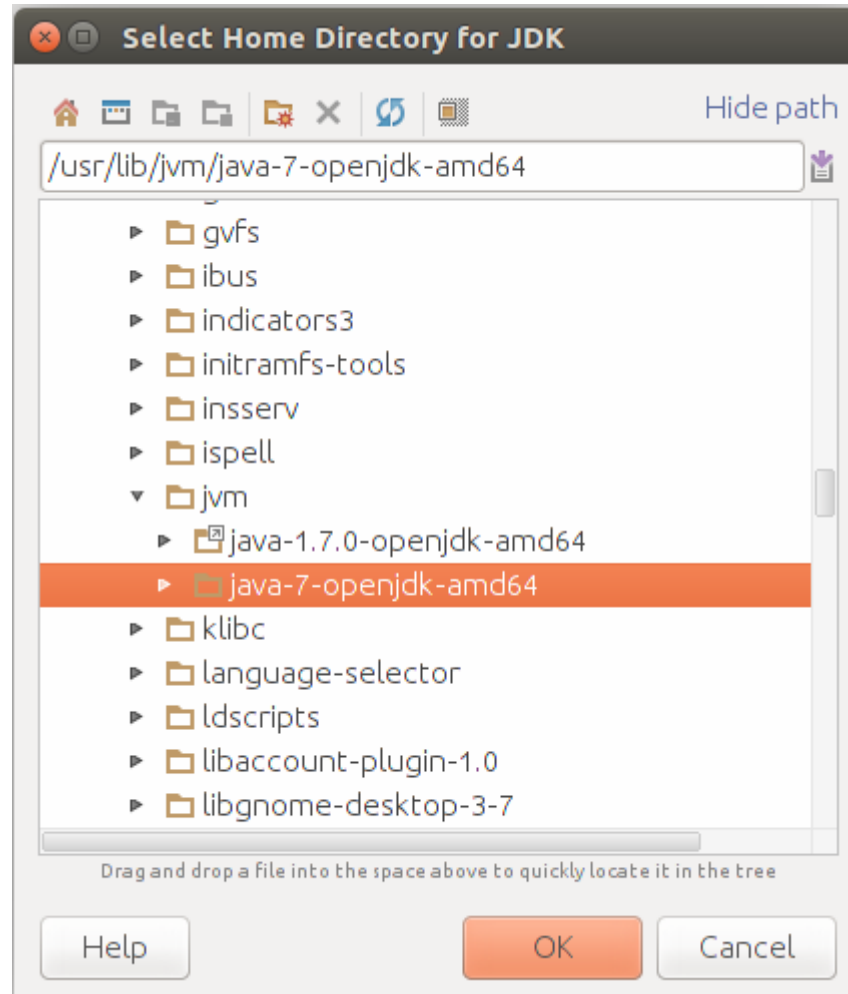 Select Home Directory for JDK
Hide path
/usr/lib/jvm/java-7-openjdk-amd64
gvfs
ibus
indicators3
initramfs-tools
insserv
ispell
jvm
java-1.7.0-openjdk-amd64
java-7-openjdk-amd64
klibc
language-selector
ldscripts
libaccount-plugin-1.0
libgnome-desktop-3-7
Drag and drop a file into the space above to quickly locate it in the tree
Help
OK
Cancel